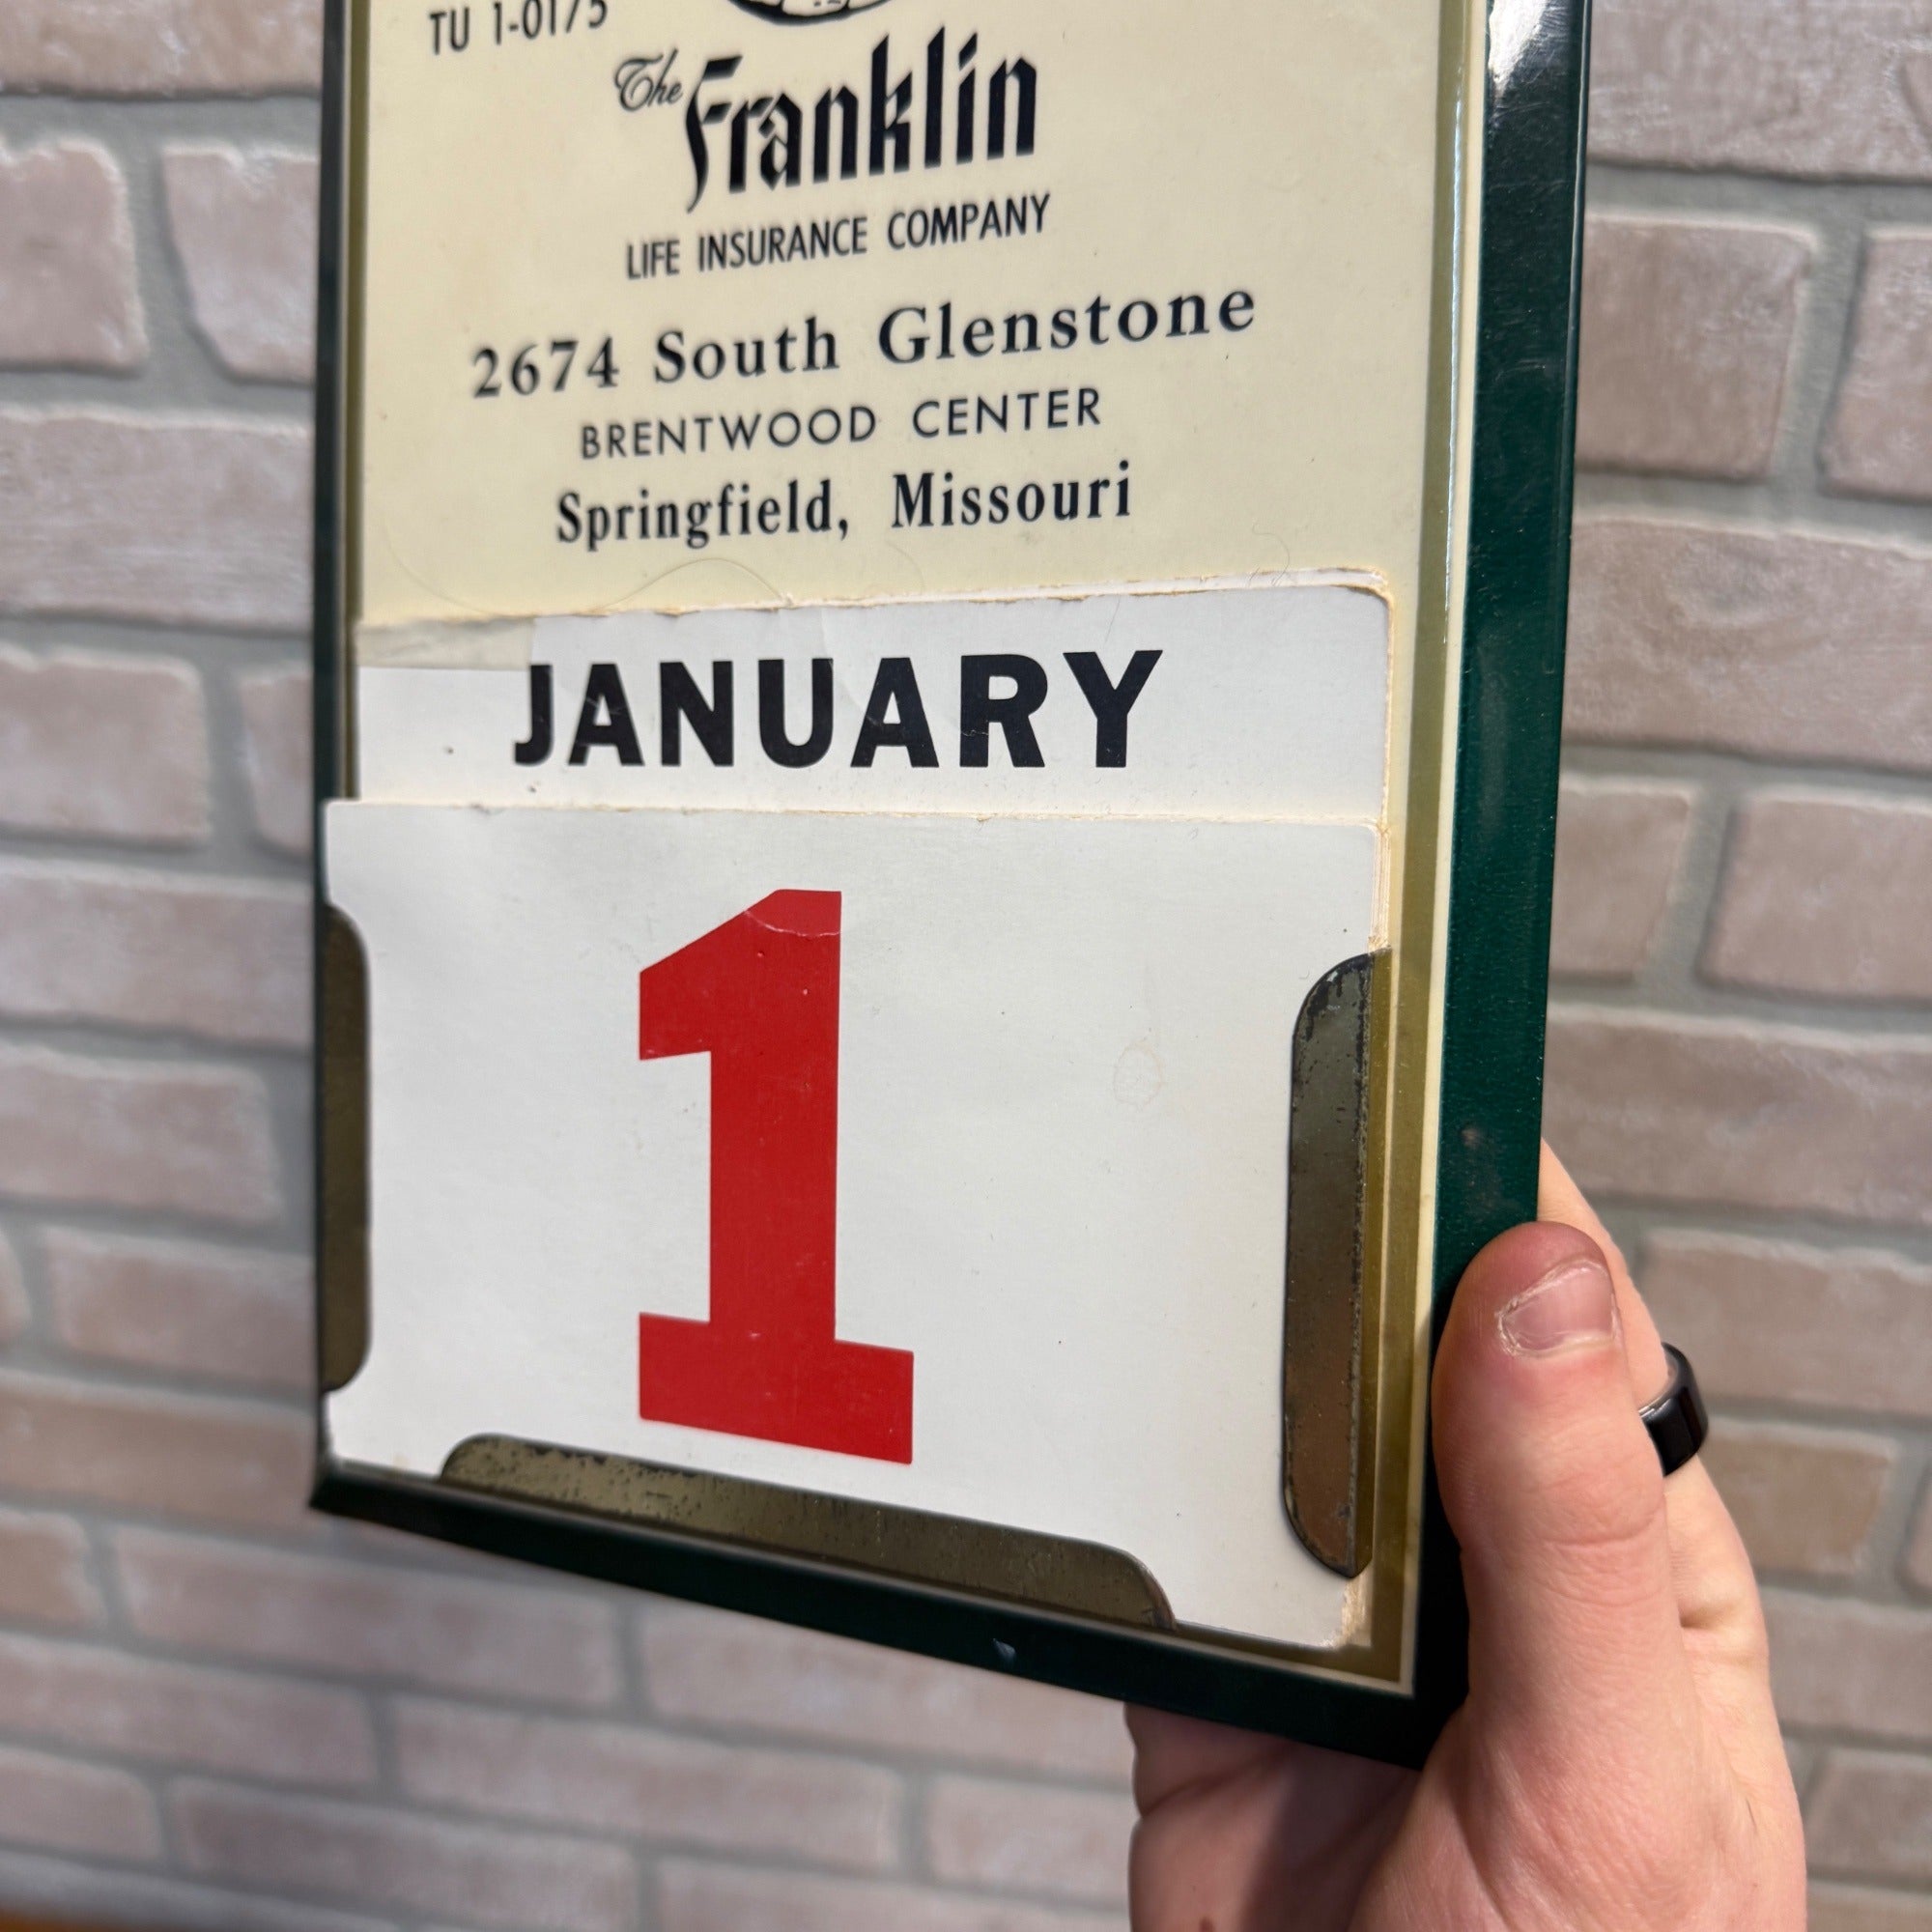 TU 1-0175
The Franklin
LIFE INSURANCE COMPANY
2674 South Glenstone
BRENTWOOD CENTER
Springfield, Missouri
JANUARY
1